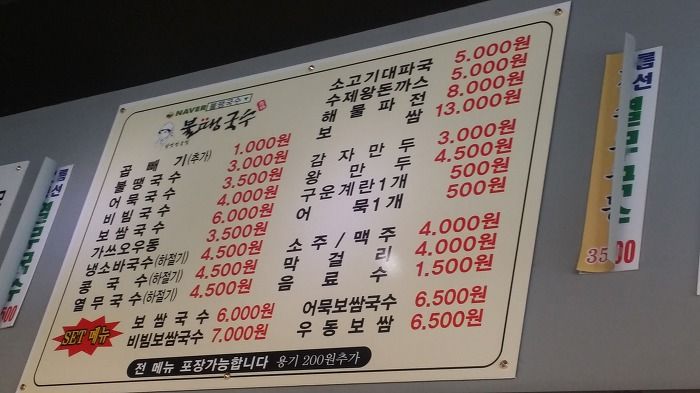 NAVER 불땡국수
불땡국수
곱빼기(추가) 1.000원
불땡국수 3.000원
어묵국수 3.500원
비빔국수 4.000원
보쌈국수 6.000원
가쓰오우동 3.500원
냉소바국수(하절기) 4.500원
콩국수(하절기) 4.500원
열무국수(하절기) 4.500원
소고기대파국 5.000원
수제왕돈까스 5.000원
해물파전 8.000원
보쌈 13.000원
감자만두 3.000원
왕만두 4.500원
구운계란1개 500원
어묵1개 500원
소주/맥주 4.000원
막걸리 4.000원
음료수 1.500원
SET 메뉴
보쌈국수 6.000원
비빔보쌈국수 7.000원
어묵보쌈국수 6.500원
우동보쌈 6.500원
전 메뉴 포장가능합니다 용기 200원추가